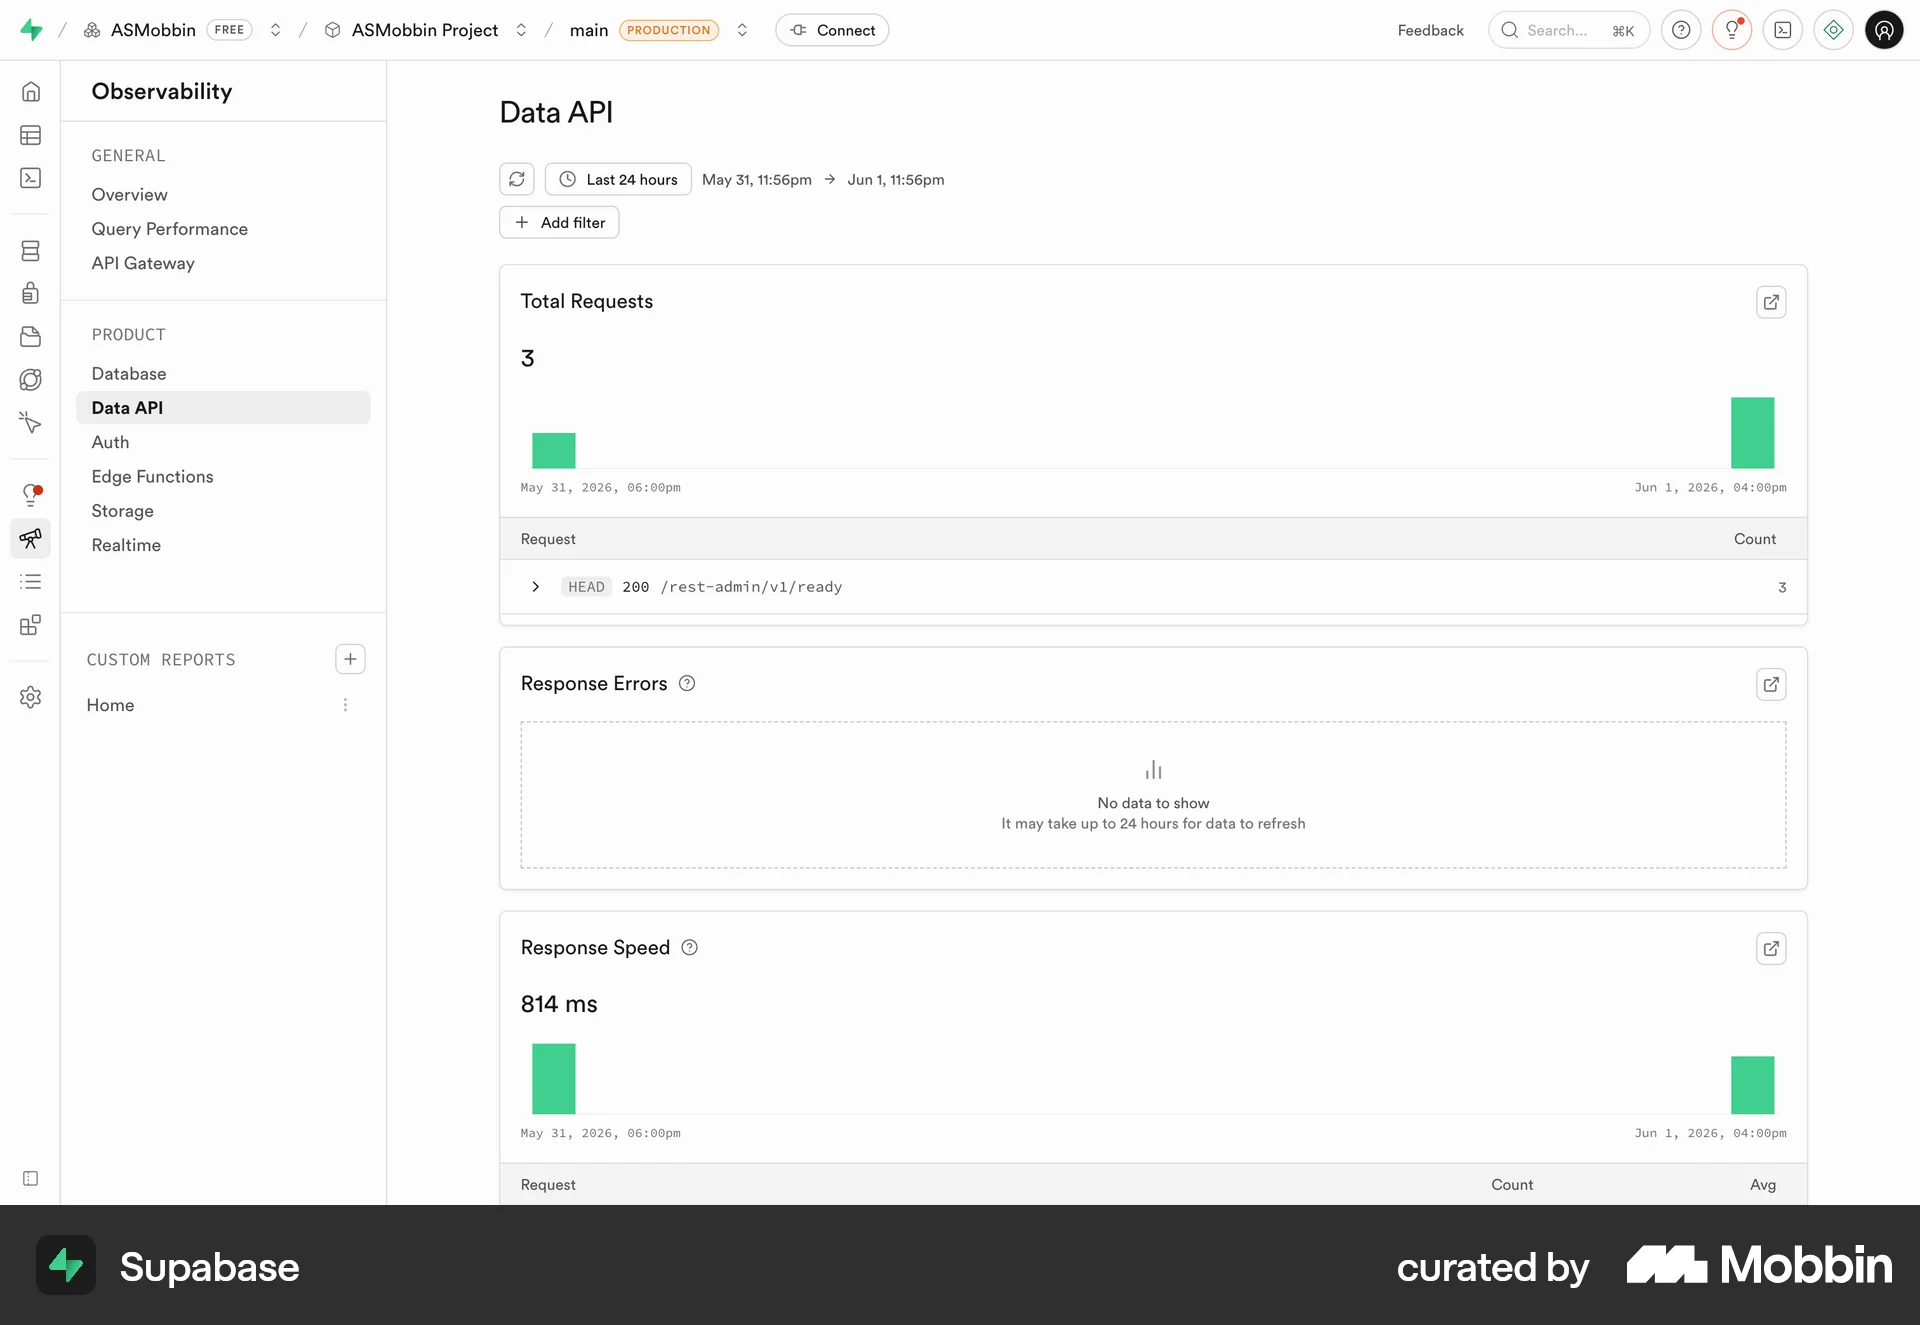 ASMobbin FREE / ASMobbin Project / main PRODUCTION Connect Feedback Search... ⌘K
Observability
GENERAL
Overview
Query Performance
API Gateway
PRODUCT
Database
Data API
Auth
Edge Functions
Storage
Realtime
CUSTOM REPORTS
Home
Data API
Last 24 hours May 31, 11:56pm → Jun 1, 11:56pm
+ Add filter
Total Requests
3
May 31, 2026, 06:00pm Jun 1, 2026, 04:00pm
Request Count
HEAD 200 /rest-admin/v1/ready 3
Response Errors
No data to show
It may take up to 24 hours for data to refresh
Response Speed
814 ms
May 31, 2026, 06:00pm Jun 1, 2026, 04:00pm
Request Count Avg
Supabase curated by Mobbin